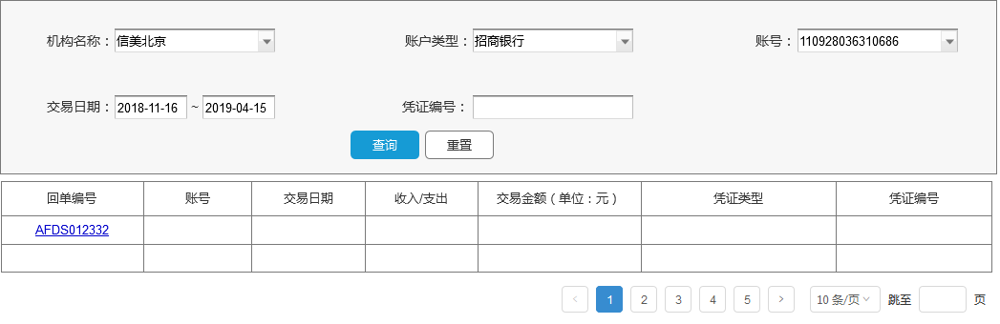 机构名称：信美北京 账户类型：招商银行 账号：110928036310686
交易日期：2018-11-16 ~ 2019-04-15 凭证编号：
查询 重置
回单编号 账号 交易日期 收入/支出 交易金额（单位：元） 凭证类型 凭证编号
AFDS012332
< 1 2 3 4 5 > 10 条/页 跳至 页